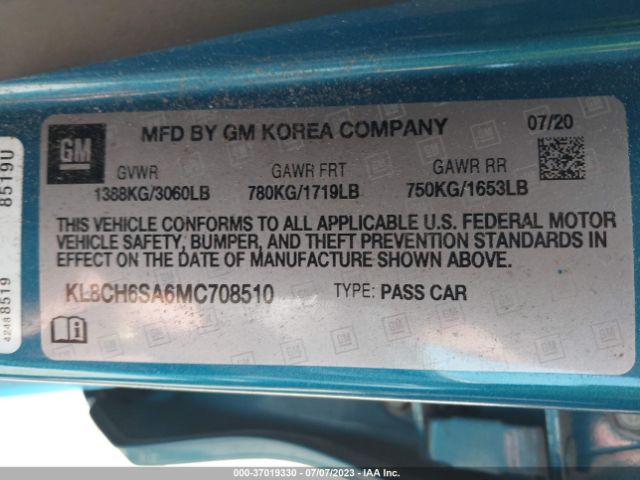 GM
MFD BY GM KOREA COMPANY
07/20
GVWR GAWR FRT GAWR RR
1388KG/3060LB 780KG/1719LB 750KG/1653LB
THIS VEHICLE CONFORMS TO ALL APPLICABLE U.S. FEDERAL MOTOR
VEHICLE SAFETY, BUMPER, AND THEFT PREVENTION STANDARDS IN
EFFECT ON THE DATE OF MANUFACTURE SHOWN ABOVE.
KL8CH6SA6MC708510 TYPE: PASS CAR
8519U
42488519
000-37019330 - 07/07/2023 - IAA Inc.